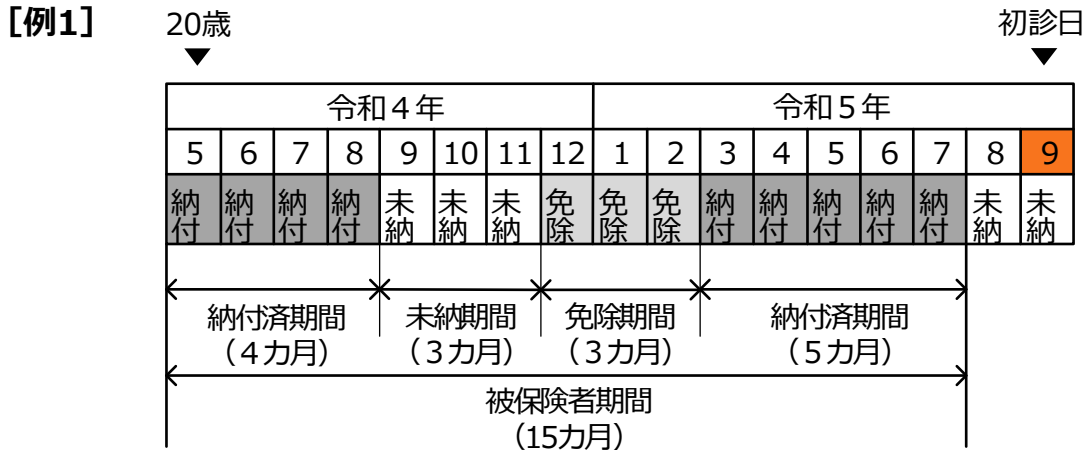 ［例1］ 20歳 初診日
令和４年 令和５年
5 6 7 8 9 10 11 12 1 2 3 4 5 6 7 8 9
納付 納付 納付 納付 未納 未納 未納 免除 免除 免除 納付 納付 納付 納付 納付 未納 未納
納付済期間 未納期間 免除期間 納付済期間
（４カ月） （３カ月） （３カ月） （５カ月）
被保険者期間
（15カ月）